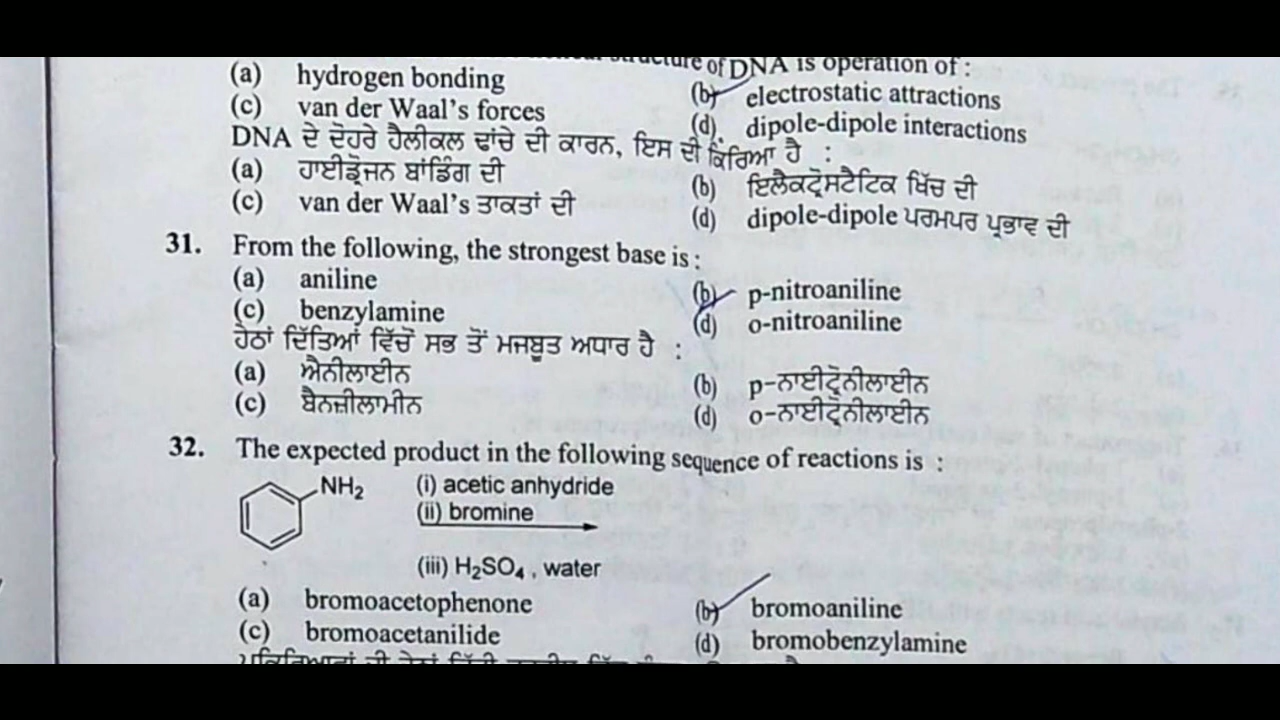 structure of DNA is operation of :
(a) hydrogen bonding (b) electrostatic attractions
(c) van der Waal's forces (d) dipole-dipole interactions
DNA ਦੇ ਦੋਹਰੇ ਹੈਲੀਕਲ ਢਾਂਚੇ ਦੀ ਕਾਰਨ, ਇਸ ਦੀ ਕਿਰਿਆ ਹੈ :
(a) ਹਾਈਡ੍ਰੋਜਨ ਬਾਂਡਿੰਗ ਦੀ (b) ਇਲੈਕਟ੍ਰੋਸਟੈਟਿਕ ਖਿੱਚ ਦੀ
(c) van der Waal's ਤਾਕਤਾਂ ਦੀ (d) dipole-dipole ਪਰਸਪਰ ਪ੍ਰਭਾਵ ਦੀ
31. From the following, the strongest base is :
(a) aniline (b) p-nitroaniline
(c) benzylamine (d) o-nitroaniline
ਹੇਠਾਂ ਦਿੱਤਿਆਂ ਵਿੱਚੋਂ ਸਭ ਤੋਂ ਮਜਬੂਤ ਅਧਾਰ ਹੈ :
(a) ਐਨੀਲਾਈਨ (b) p-ਨਾਈਟ੍ਰੋਨੀਲਾਈਨ
(c) ਬੈਨਜ਼ੀਲਾਮੀਨ (d) o-ਨਾਈਟ੍ਰੋਨੀਲਾਈਨ
32. The expected product in the following sequence of reactions is :
NH2 (i) acetic anhydride
(ii) bromine
(iii) H2SO4 , water
(a) bromoacetophenone (b) bromoaniline
(c) bromoacetanilide (d) bromobenzylamine